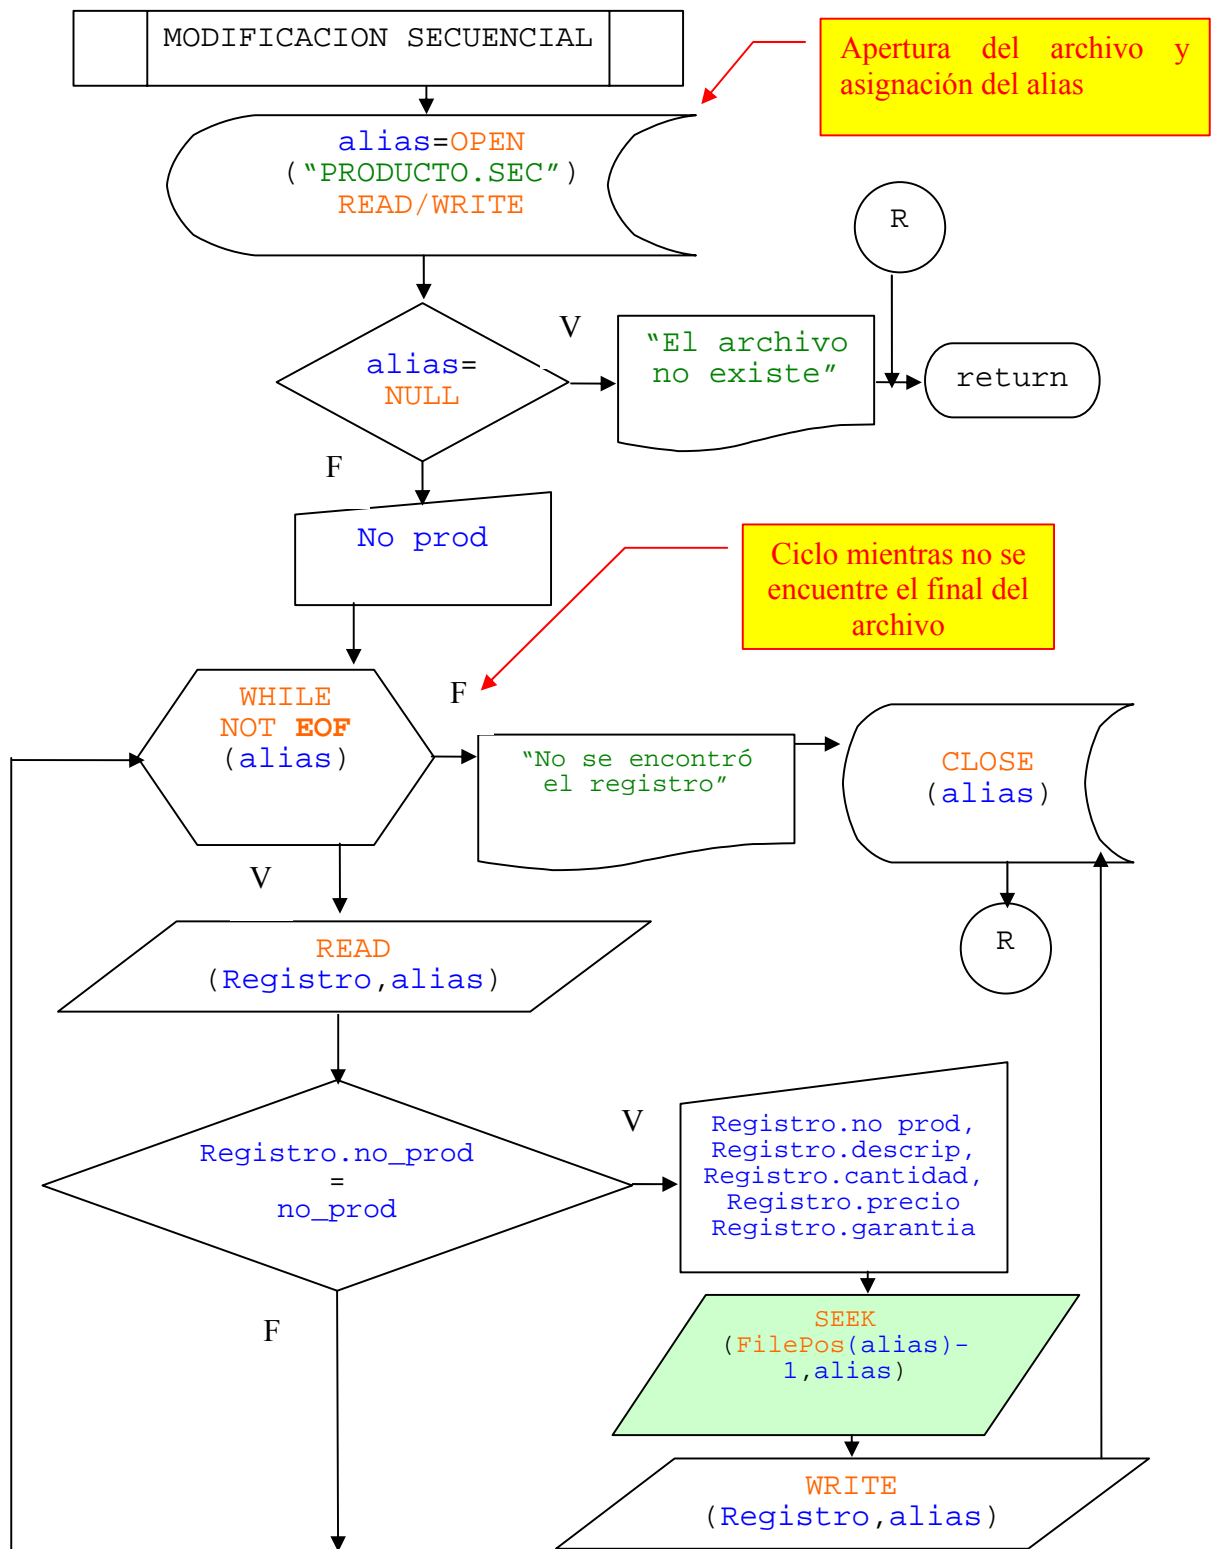 MODIFICACION SECUENCIAL
Apertura del archivo y
asignación del alias
alias=OPEN
(“PRODUCTO.SEC”)
READ/WRITE
R
V
alias=
NULL
“El archivo
no existe”
return
F
No prod
Ciclo mientras no se
encuentre el final del
archivo
F
WHILE
NOT EOF
(alias)
“No se encontró
el registro”
CLOSE
(alias)
V
READ
(Registro,alias)
R
V
Registro.no_prod
=
no_prod
Registro.no prod,
Registro.descrip,
Registro.cantidad,
Registro.precio
Registro.garantia
F
SEEK
(FilePos(alias)-
1,alias)
WRITE
(Registro,alias)